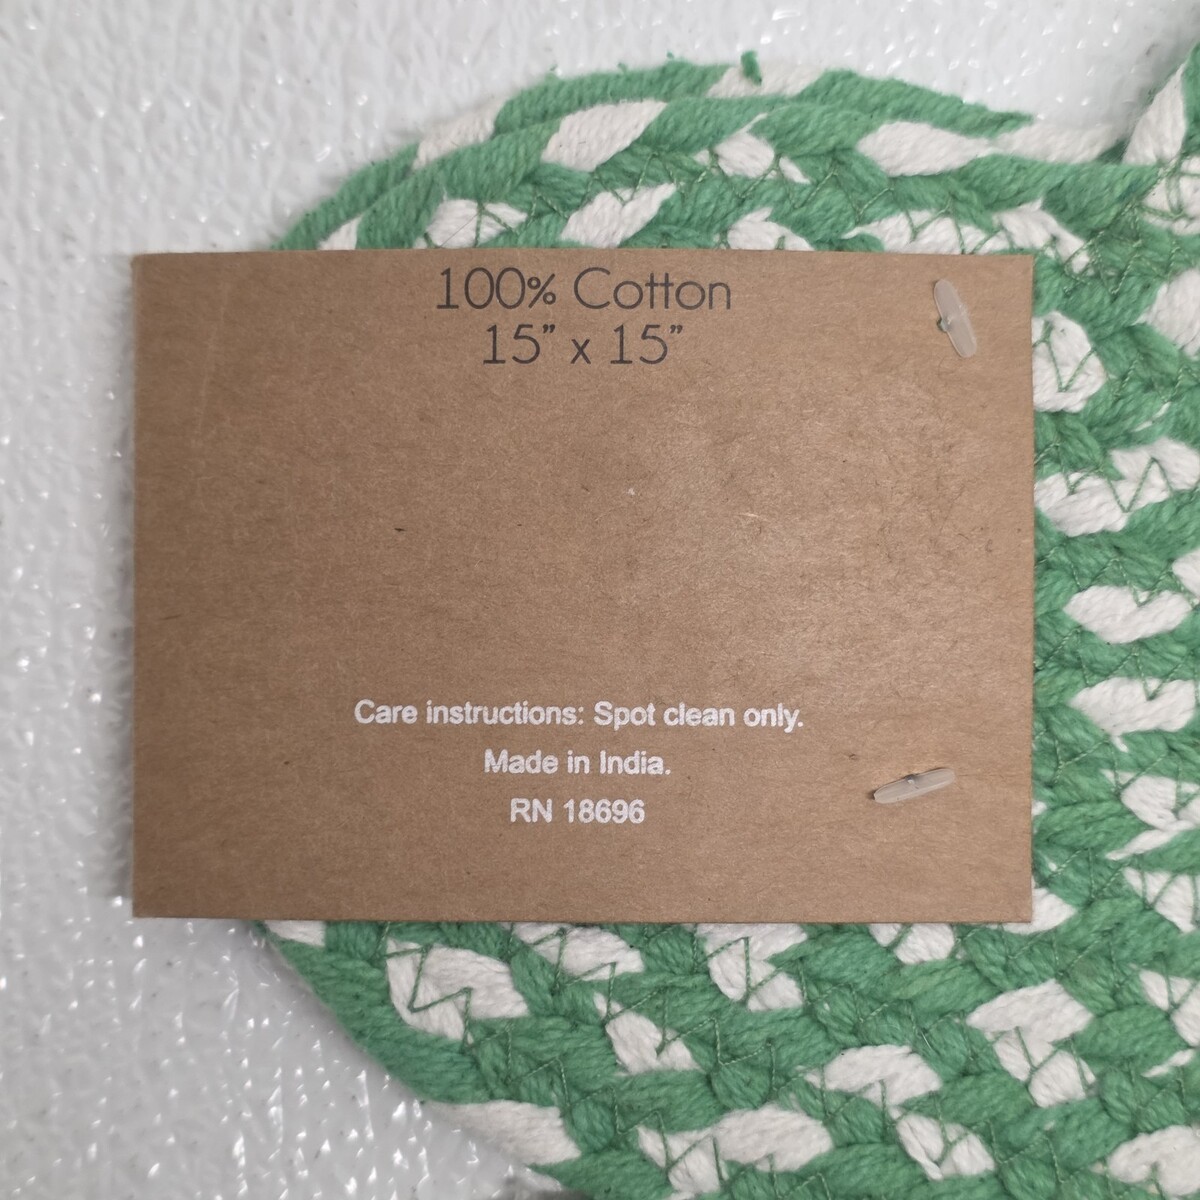 100% Cotton
15” x 15”
Care instructions: Spot clean only.
Made in India.
RN 18696